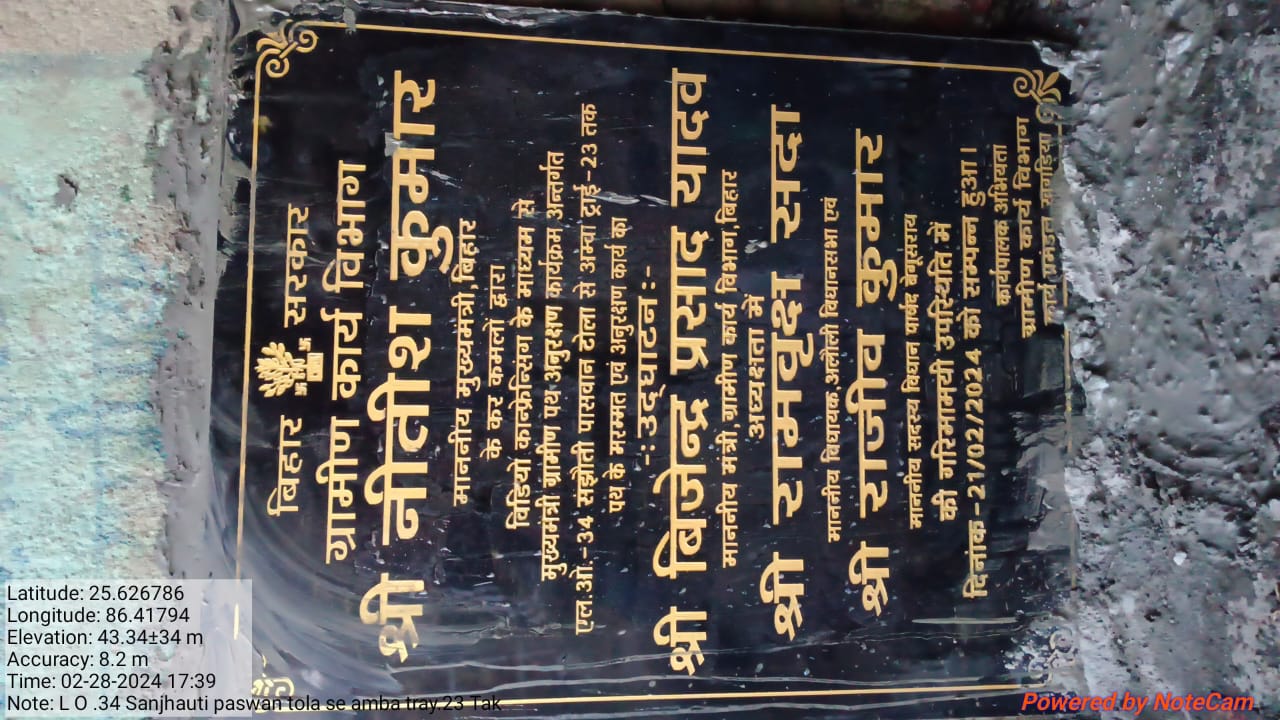 बिहार सरकार
ग्रामीण कार्य विभाग
श्री नीतीश कुमार
माननीय मुख्यमंत्री,बिहार
के कर कमलो द्वारा
विडियो कान्फ्रेन्सिंग के माध्यम से
मुख्यमंत्री ग्रामीण पथ अनुरक्षण कार्यक्रम अन्तर्गत
एल.ओ.-34 संझौती पासवान टोला से अम्बा ट्राई-23 तक
पथ के मरम्मत एवं अनुरक्षण कार्य का
-:उद्घाटन:-
श्री बिजेन्द्र प्रसाद यादव
माननीय मंत्री,ग्रामीण कार्य विभाग,बिहार
अध्यक्षता में
श्री रामवृक्ष सदा
माननीय विधायक,अलौली विधानसभा एवं
श्री राजीव कुमार
माननीय सदस्य विधान पार्षद बेगूसराय
की गरिमामयी उपस्थिति में
दिनांक-21/02/2024 को सम्पन्न हुआ।
कार्यपालक अभियंता
ग्रामीण कार्य विभाग
कार्य प्रमंडल खगड़िया
Latitude: 25.626786
Longitude: 86.41794
Elevation: 43.34±34 m
Accuracy: 8.2 m
Time: 02-28-2024 17:39
Note: L O .34 Sanjhauti paswan tola se amba tray.23 Tak
Powered by NoteCam